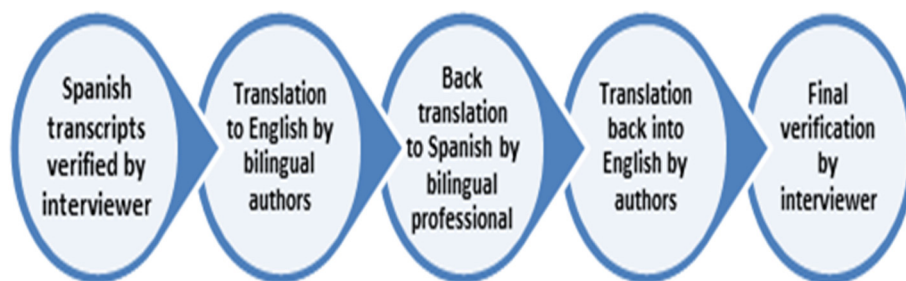 Spanish
transcripts
verified by
interviewer
Translation
to English by
bilingual
authors
Back
translation
to Spanish by
bilingual
professional
Translation
back into
English by
authors
Final
verification
by
interviewer